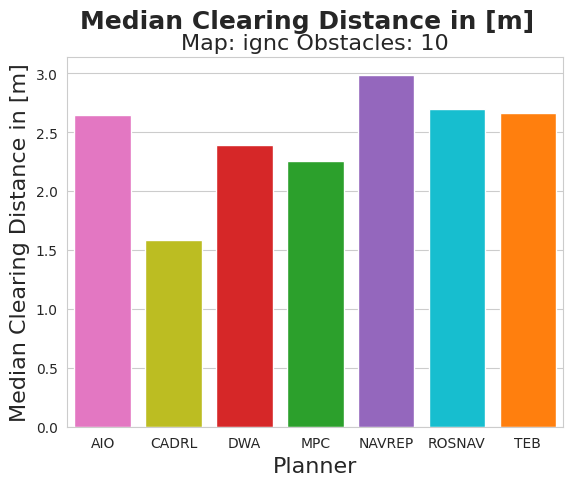 Median Clearing Distance in [m]
Map: ignc Obstacles: 10
Median Clearing Distance in [m]
3.0
2.5
2.0
1.5
1.0
0.5
0.0
AIO CADRL DWA MPC NAVREP ROSNAV TEB
Planner